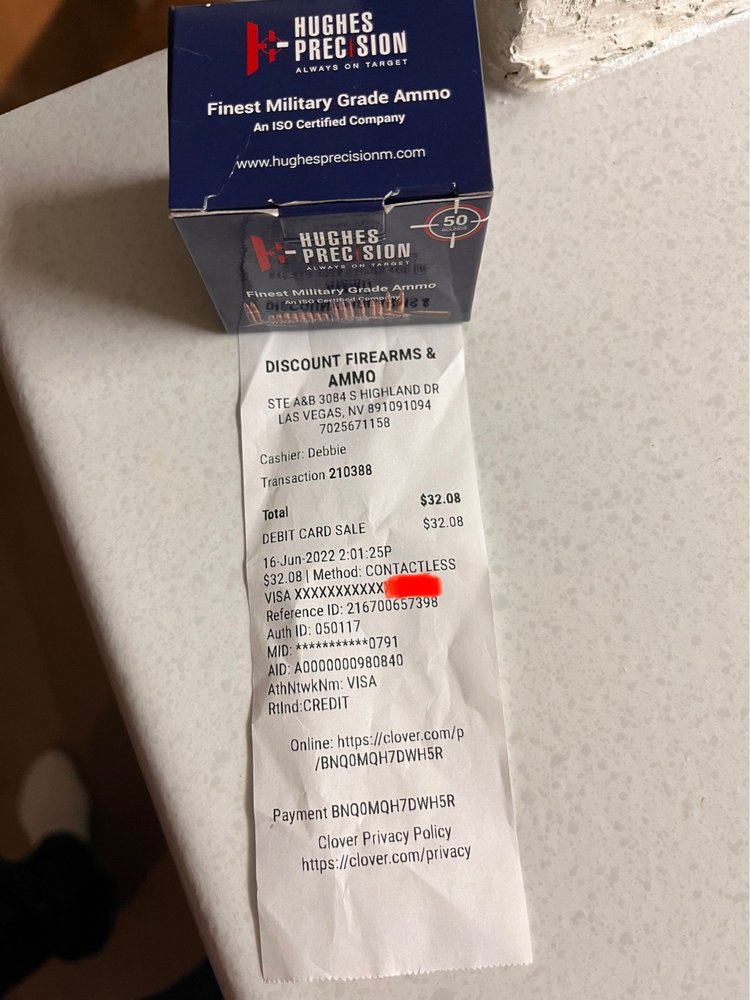 HUGHES
PRECISION
ALWAYS ON TARGET
Finest Military Grade Ammo
An ISO Certified Company
www.hughesprecisionm.com
50
ROUNDS
HUGHES
PRECISION
ALWAYS ON TARGET
Finest Military Grade Ammo
An ISO Certified Company
DISCOUNT FIREARMS &
AMMO
STE A&B 3084 S HIGHLAND DR
LAS VEGAS, NV 891091094
7025671158
Cashier: Debbie
Transaction 210388
Total $32.08
DEBIT CARD SALE $32.08
16-Jun-2022 2:01:25P
$32.08 | Method: CONTACTLESS
VISA XXXXXXXXXXXX
Reference ID: 216700657398
Auth ID: 050117
MID: ***********0791
AID: A0000000980840
AthNtwkNm: VISA
RtInd:CREDIT
Online: https://clover.com/p
/BNQ0MQH7DWH5R
Payment BNQ0MQH7DWH5R
Clover Privacy Policy
https://clover.com/privacy